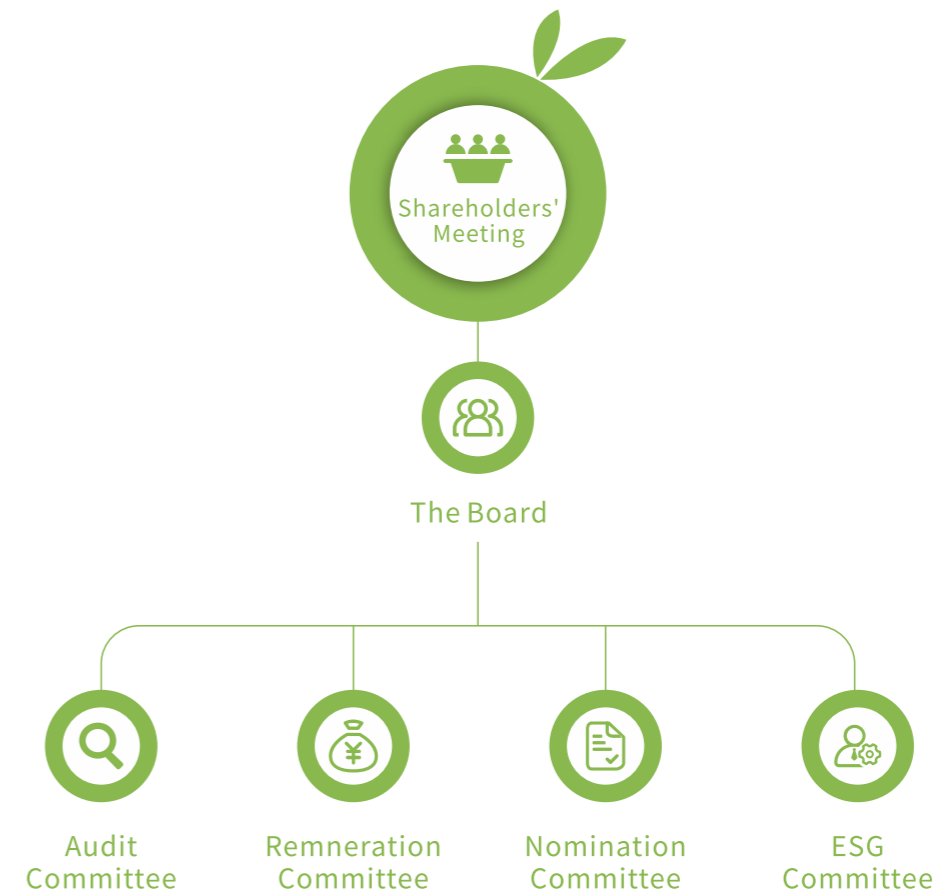 Shareholders'
Meeting
The Board
Audit
Committee
Remneration
Committee
Nomination
Committee
ESG
Committee